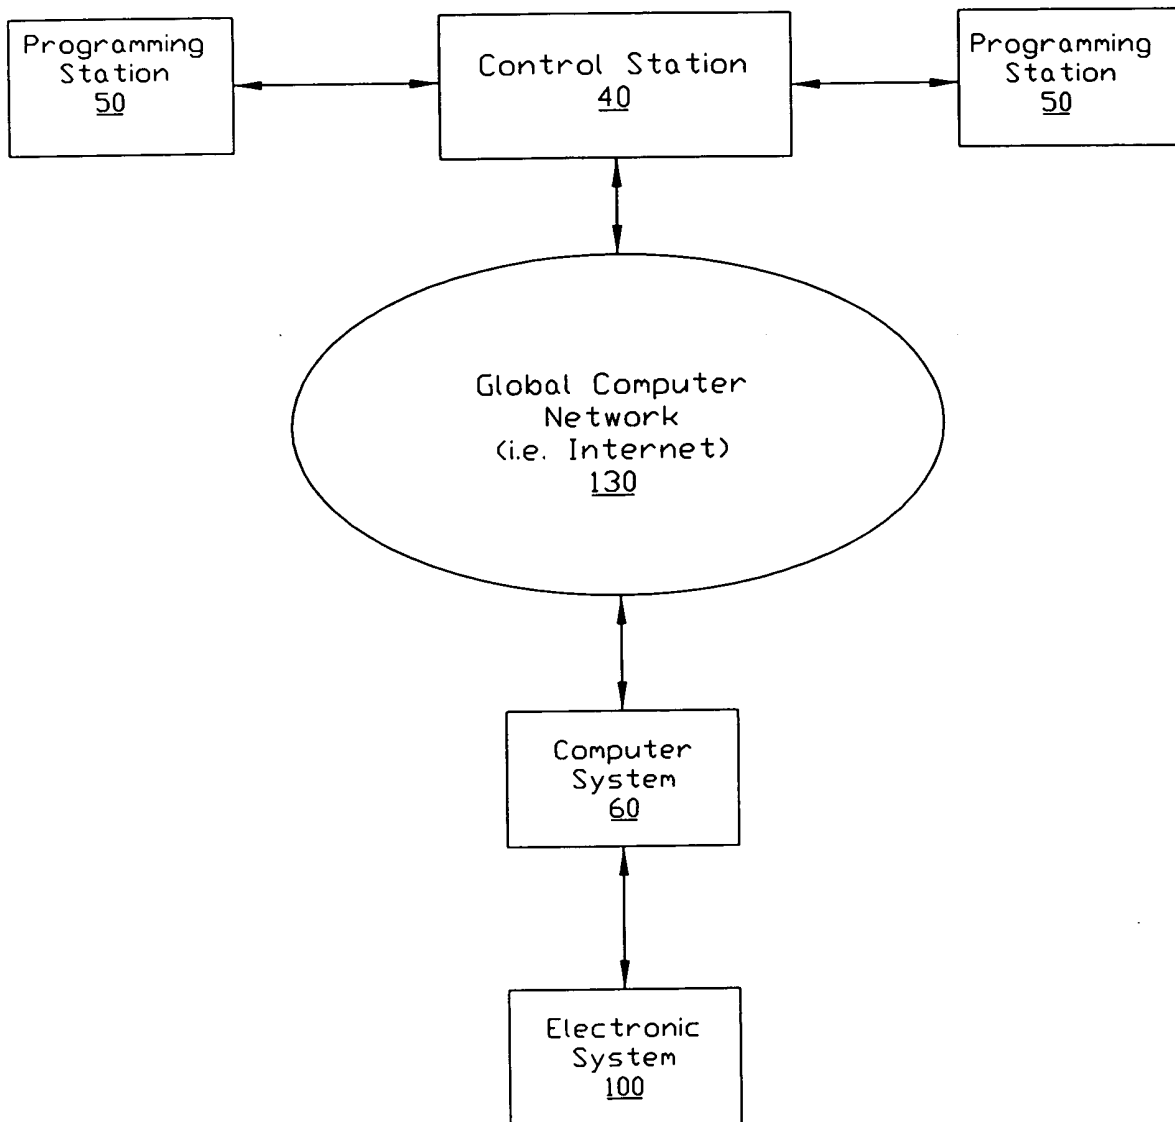 Programming
Station
50
Control Station
40
Programming
Station
50
Global Computer
Network
(i.e. Internet)
130
Computer
System
60
Electronic
System
100